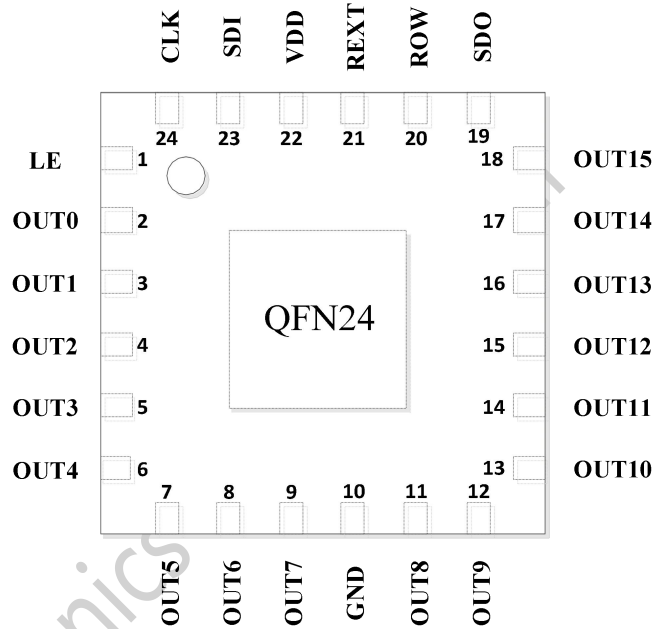 CLK SDI VDD REXT ROW SDO
24 23 22 21 20 19
LE 1 18 OUT15
OUT0 2 17 OUT14
OUT1 3 16 OUT13
QFN24
OUT2 4 15 OUT12
OUT3 5 14 OUT11
OUT4 6 13 OUT10
7 8 9 10 11 12
OUT5 OUT6 OUT7 GND OUT8 OUT9
nics